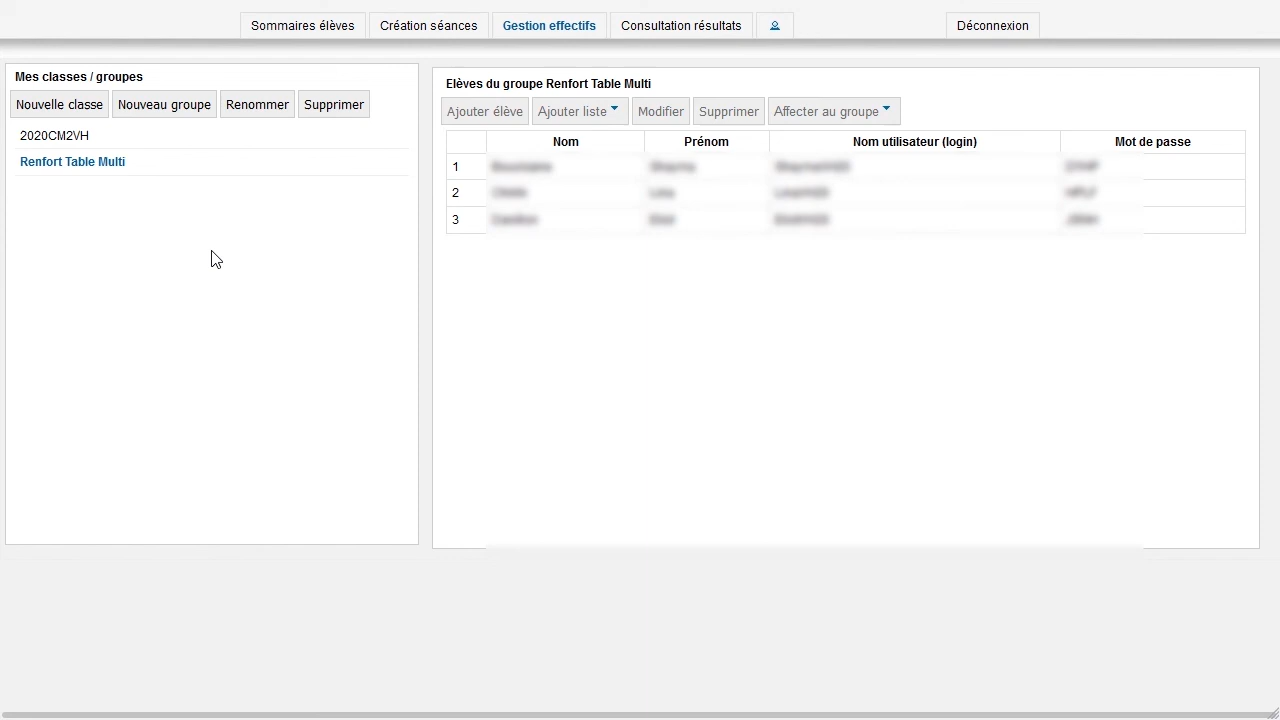 Sommaires élèves Création séances Gestion effectifs Consultation résultats Déconnexion
Mes classes / groupes
Nouvelle classe Nouveau groupe Renommer Supprimer
2020CM2VH
Renfort Table Multi
Elèves du groupe Renfort Table Multi
Ajouter élève Ajouter liste Modifier Supprimer Affecter au groupe
Nom Prénom Nom utilisateur (login) Mot de passe
1
2
3